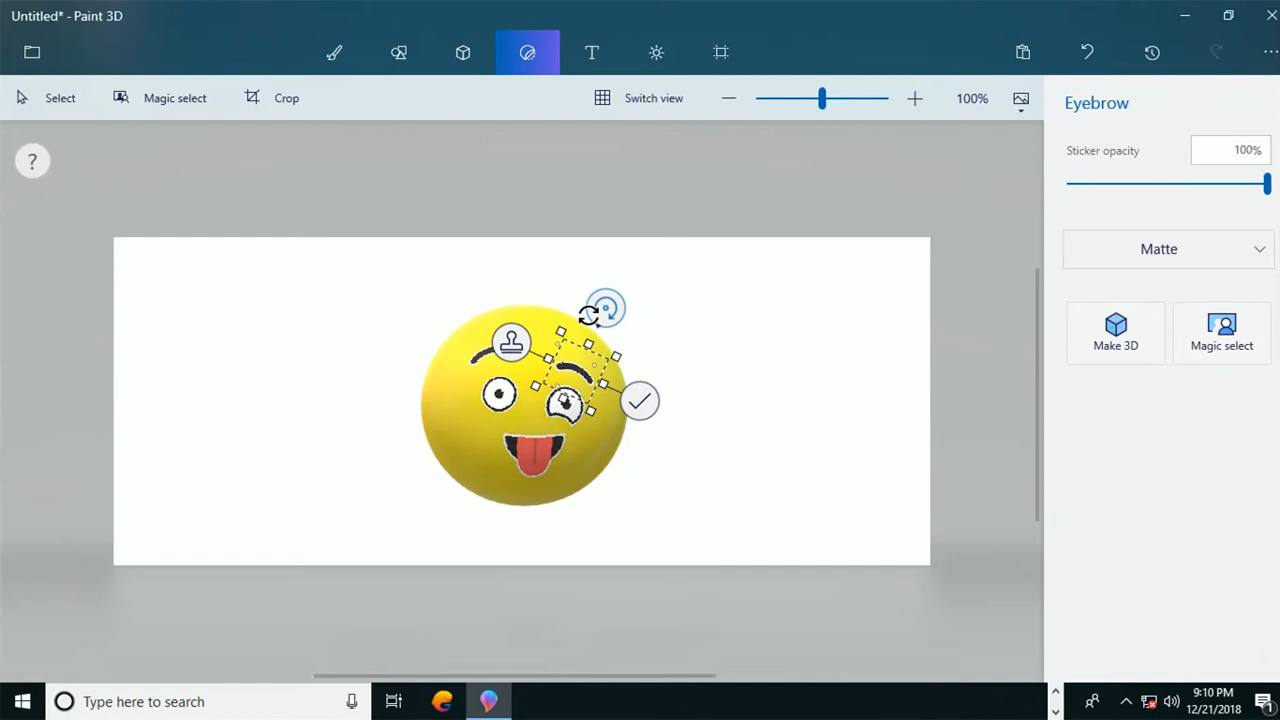 Untitled* - Paint 3D
Select
Magic select
Crop
Switch view
100%
Eyebrow
Sticker opacity
100%
Matte
Make 3D
Magic select
?
Type here to search
9:10 PM
12/21/2018
1